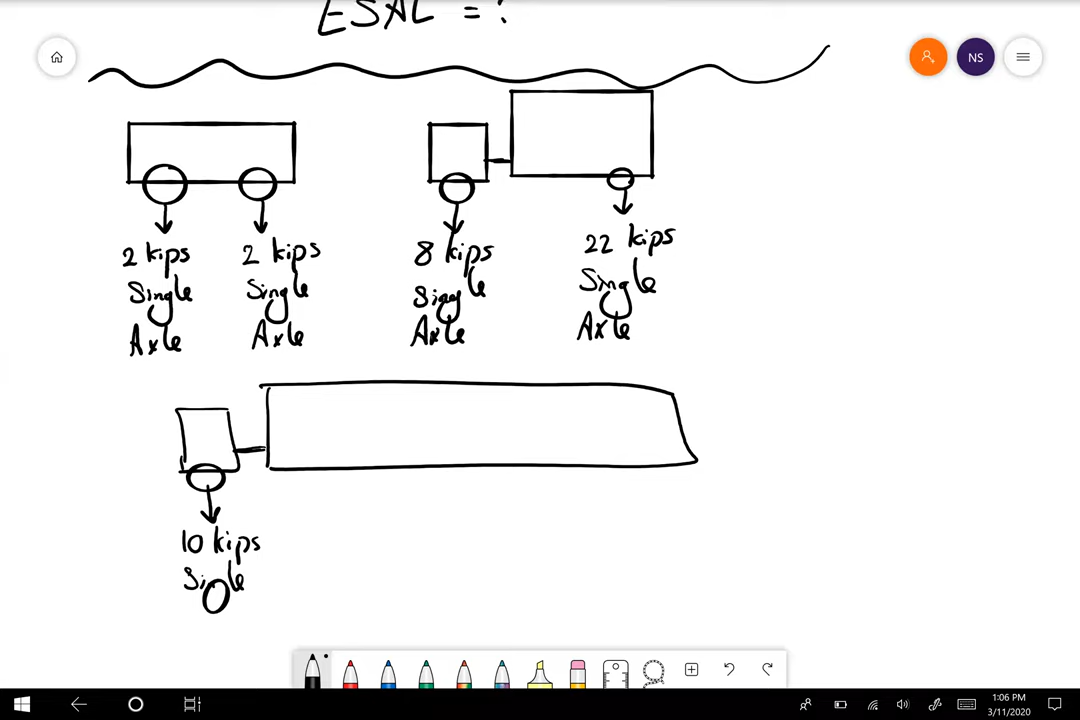 ESAL = ?
NS
2 kips
Single
Axle
2 kips
Single
Axle
8 kips
Single
Axle
22 kips
Single
Axle
10 kips
Single
1:06 PM
3/11/2020